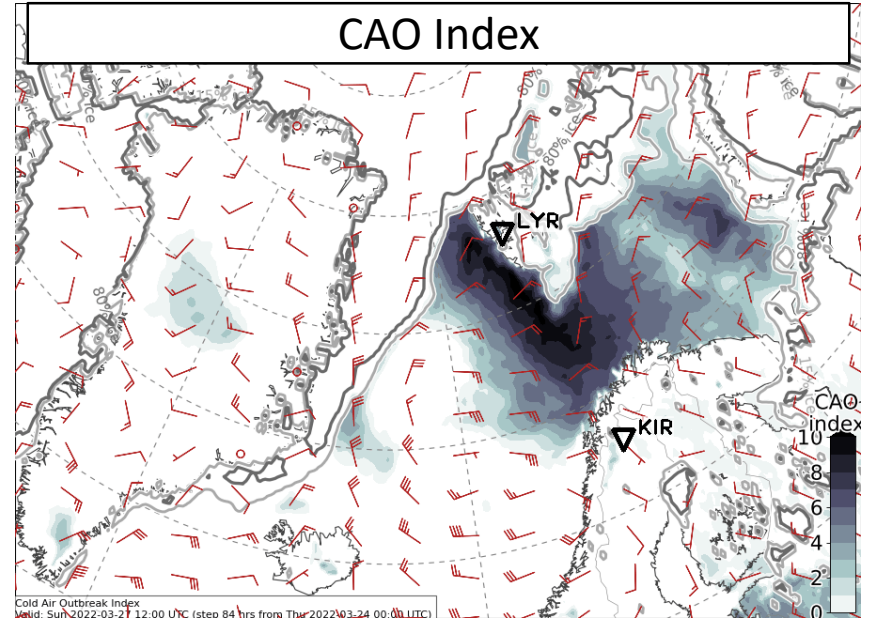 CAO Index
60%
80% ice
80% ice
LYR
80%
KIR
CAO
index
10
8
6
4
2
0
Cold Air Outbreak Index
Valid: Sun 2022-03-27 12:00 UTC (step 84 hrs from Thu 2022-03-24 00:00 UTC)